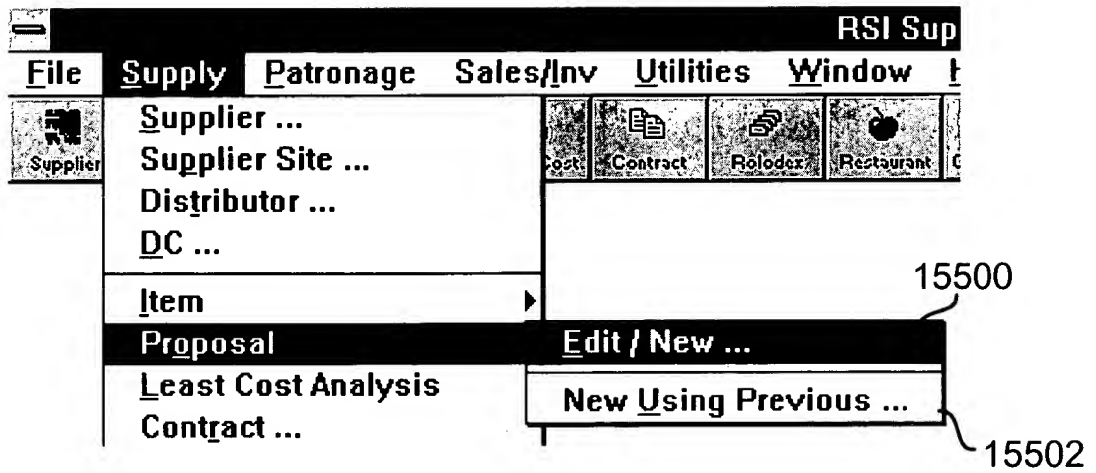 RSI Sup
File Supply Patronage Sales/Inv Utilities Window
Supplier Cost Contract Rolodex Restaurant
Supplier ...
Supplier Site ...
Distributor ...
DC ...
Item
15500
Proposal Edit / New ...
Least Cost Analysis New Using Previous ...
Contract ...
15502